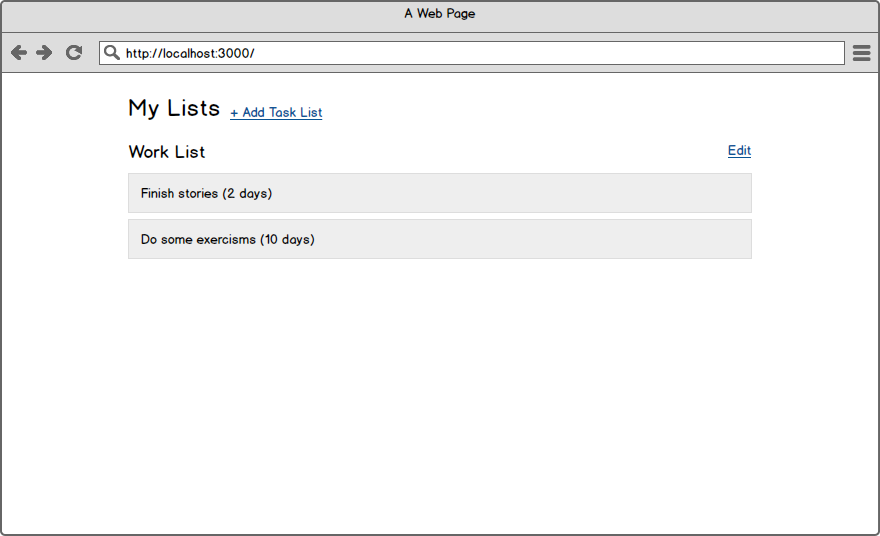 A Web Page
http://localhost:3000/
My Lists + Add Task List
Work List Edit
Finish stories (2 days)
Do some exercisms (10 days)